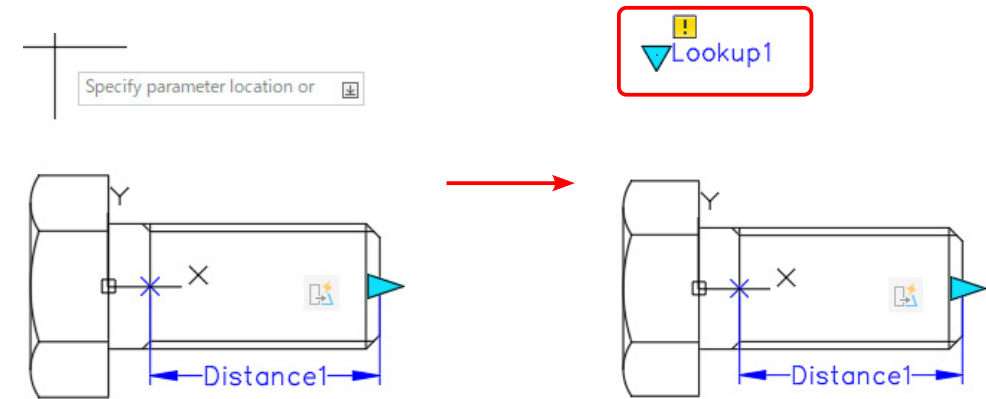 Specify parameter location or
!
Lookup1
Y
X
Distance1
Y
X
Distance1